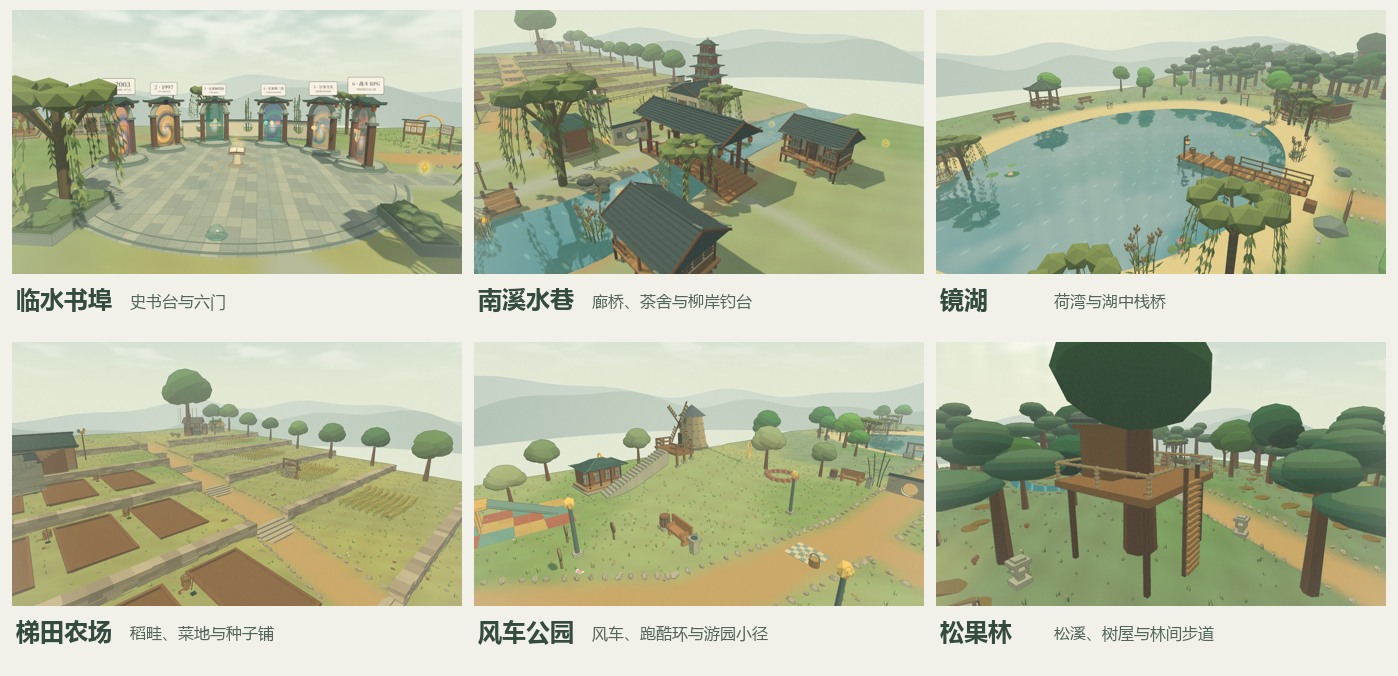 2003
2 · 1997
临水书埠 史书台与六门
南溪水巷 廊桥、茶舍与柳岸钓台
镜湖 荷湾与湖中栈桥
梯田农场 稻畦、菜地与种子铺
风车公园 风车、跑酷环与游园小径
松果林 松溪、树屋与林间步道